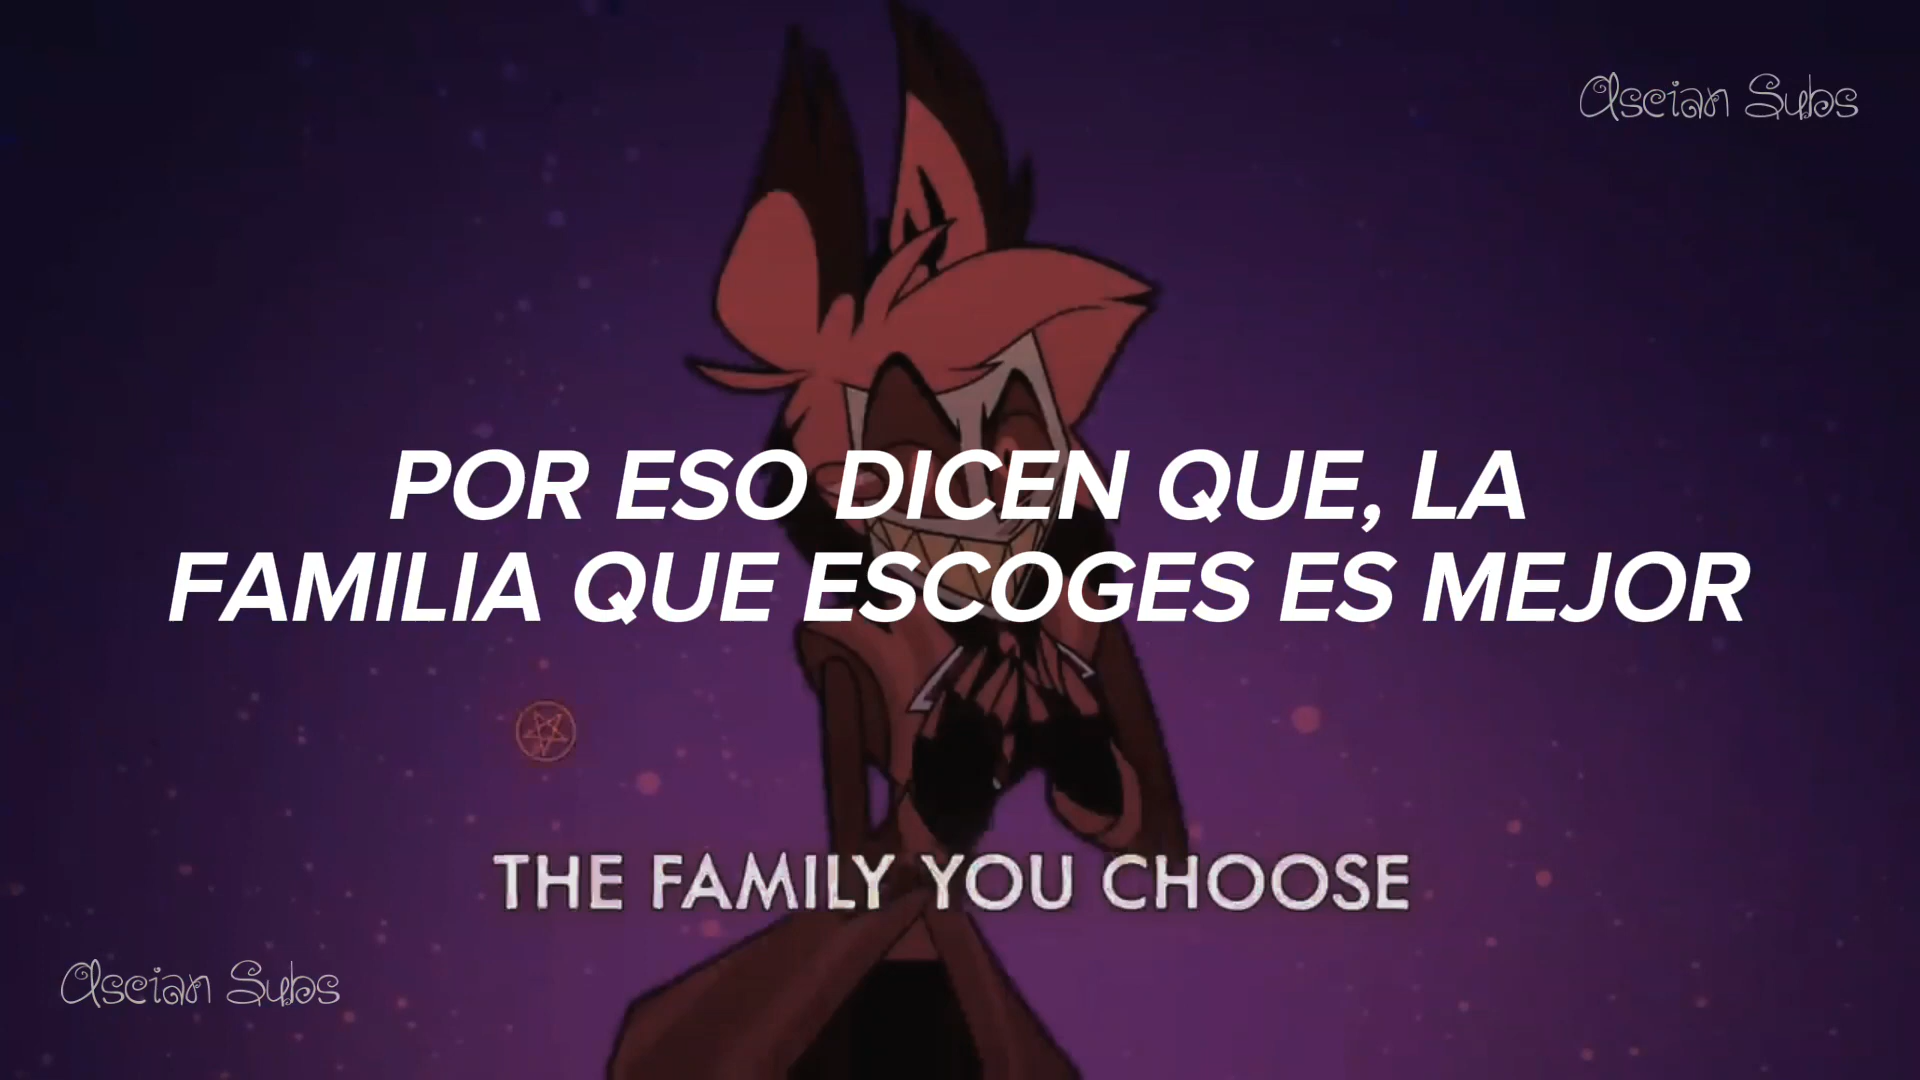 Ascian Subs
POR ESO DICEN QUE, LA
FAMILIA QUE ESCOGES ES MEJOR
THE FAMILY YOU CHOOSE
Ascian Subs